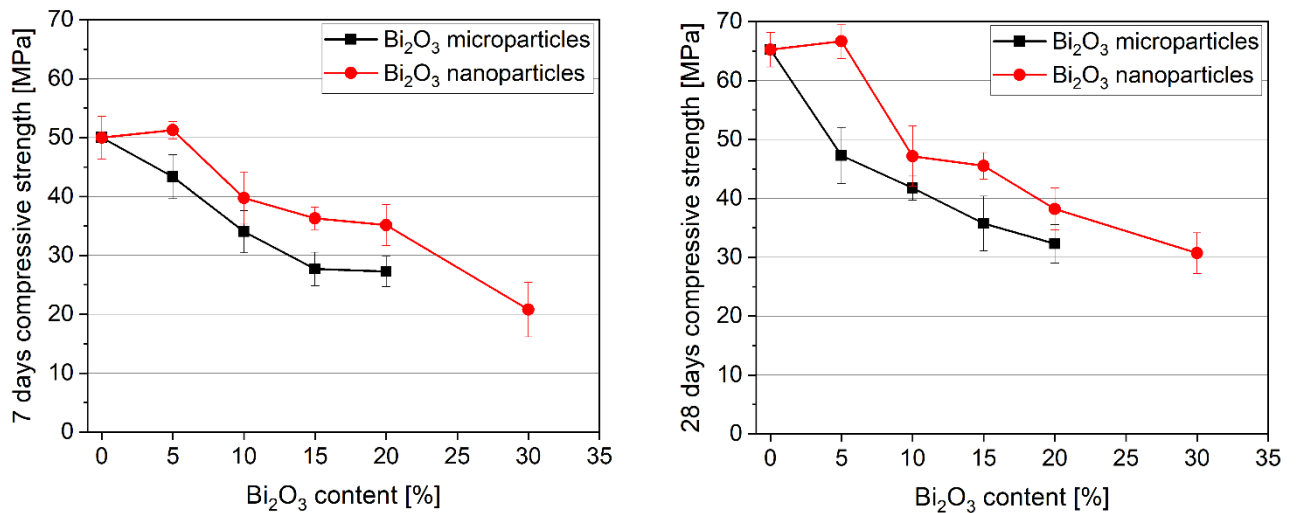 7 days compressive strength [MPa]
70
60
50
40
30
20
10
0
Bi₂O₃ microparticles
Bi₂O₃ nanoparticles
0 5 10 15 20 25 30 35
Bi₂O₃ content [%]
28 days compressive strength [MPa]
70
60
50
40
30
20
10
0
Bi₂O₃ microparticles
Bi₂O₃ nanoparticles
0 5 10 15 20 25 30 35
Bi₂O₃ content [%]